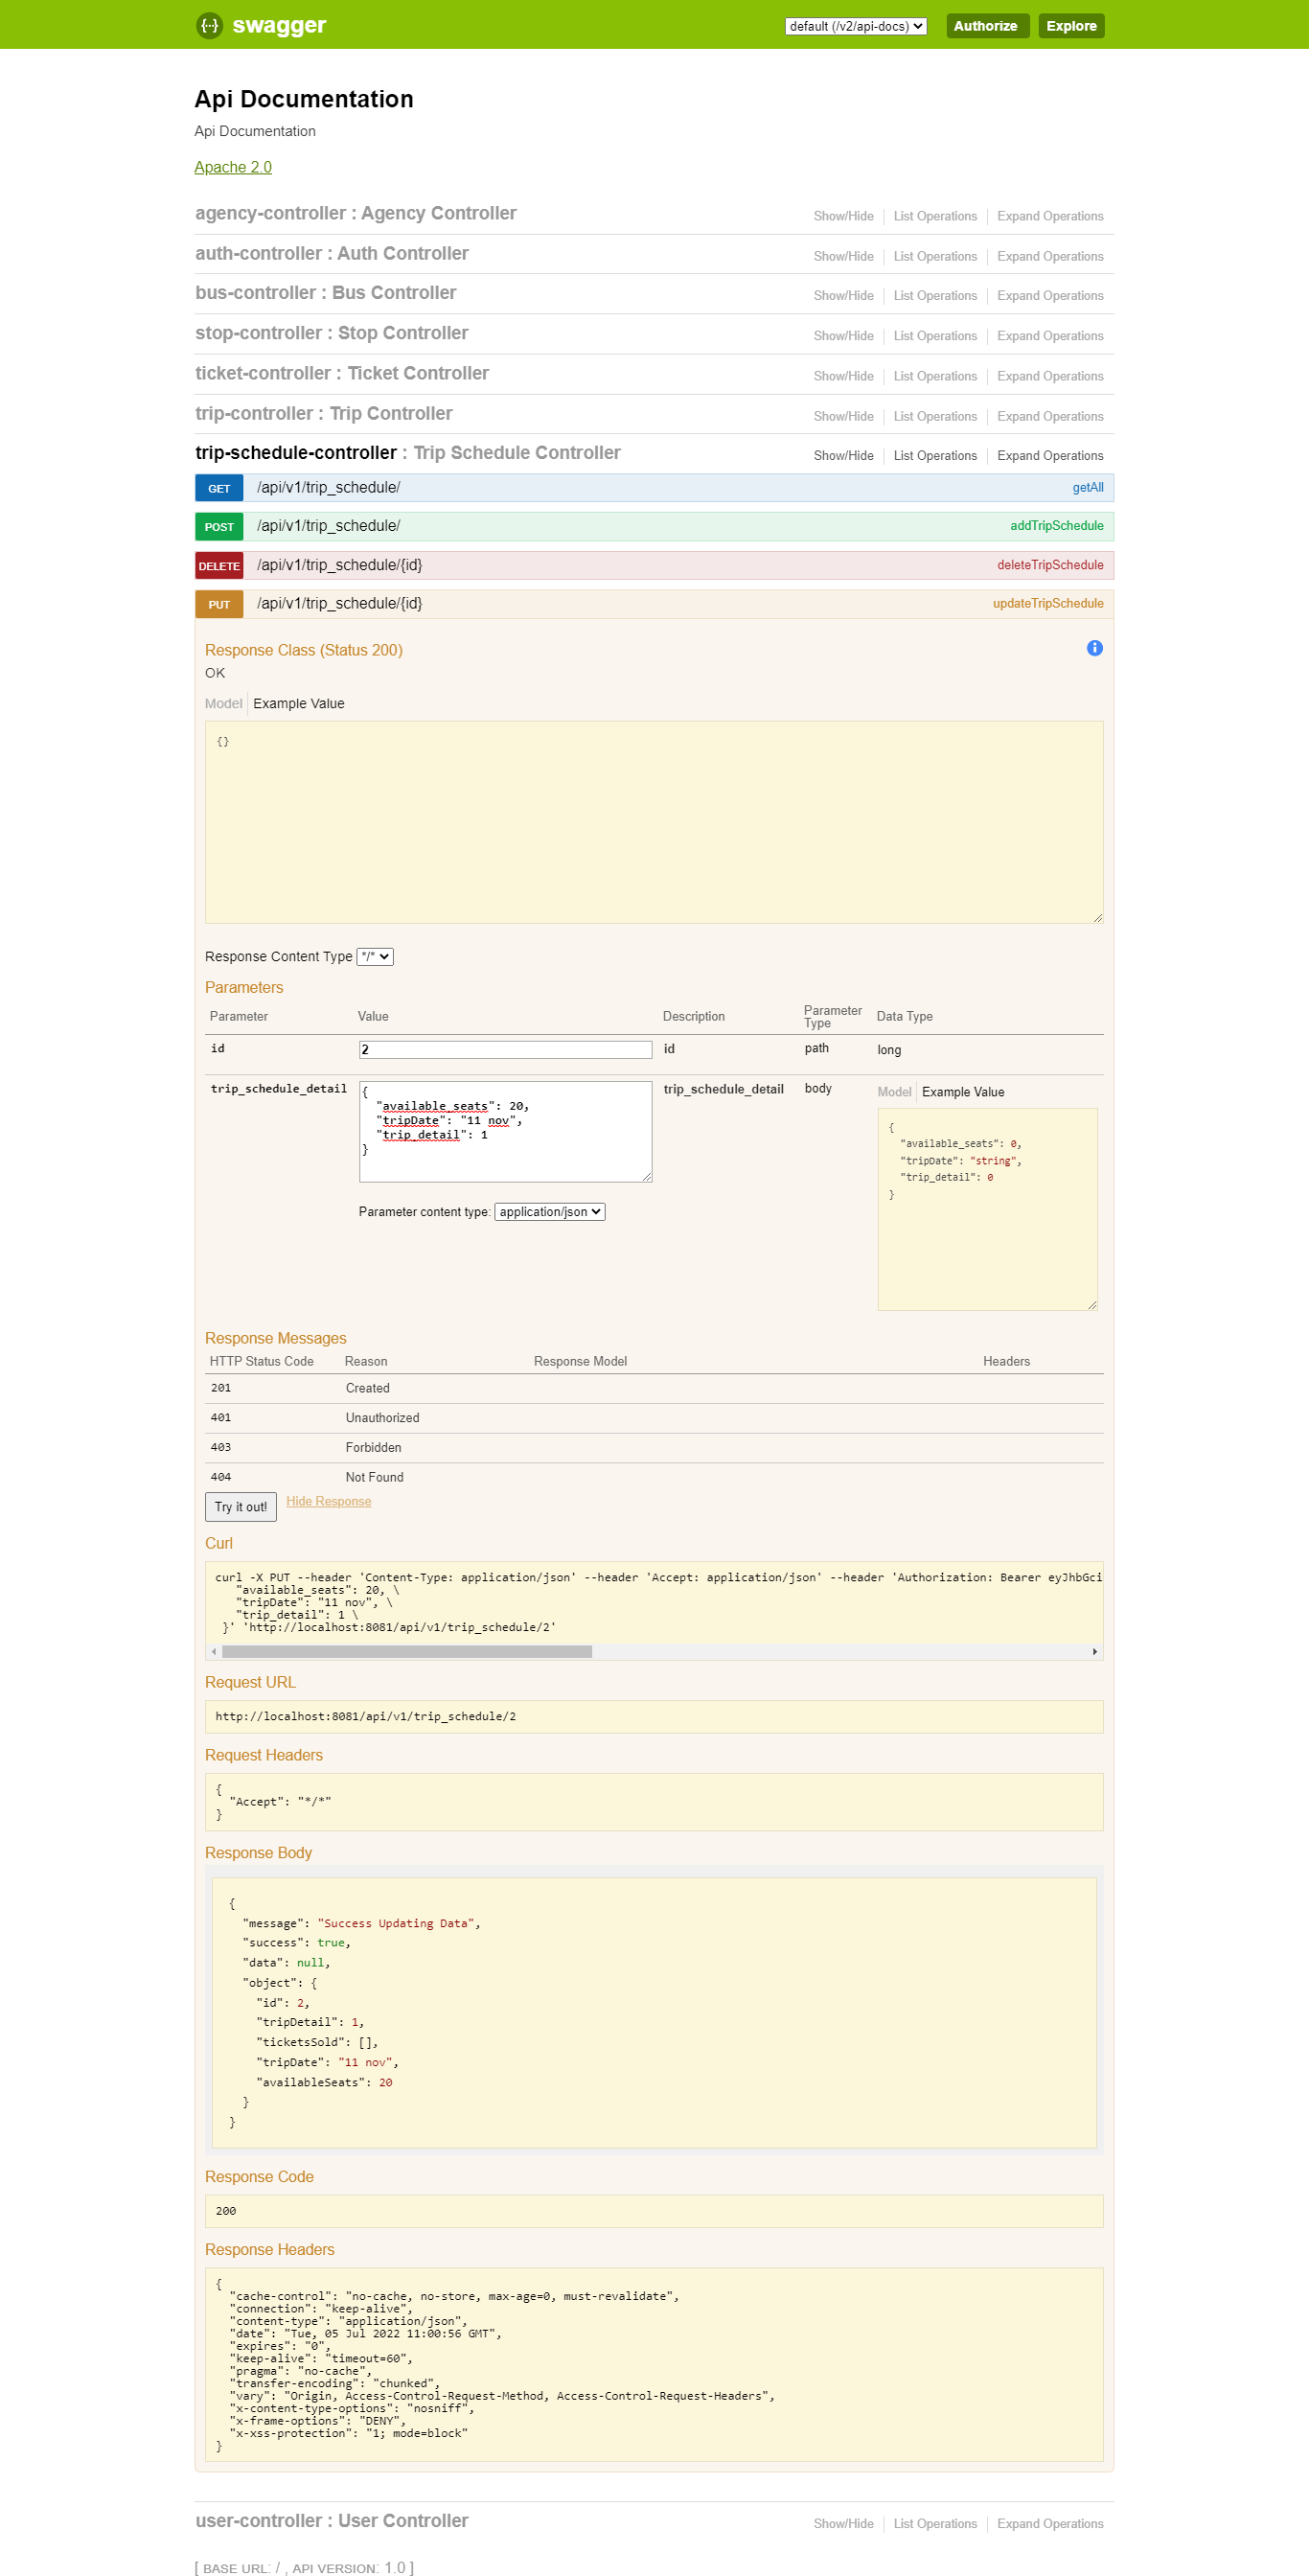 swagger
default (/v2/api-docs)
Authorize
Explore
Api Documentation
Api Documentation
Apache 2.0
agency-controller : Agency Controller Show/Hide List Operations Expand Operations
auth-controller : Auth Controller Show/Hide List Operations Expand Operations
bus-controller : Bus Controller Show/Hide List Operations Expand Operations
stop-controller : Stop Controller Show/Hide List Operations Expand Operations
ticket-controller : Ticket Controller Show/Hide List Operations Expand Operations
trip-controller : Trip Controller Show/Hide List Operations Expand Operations
trip-schedule-controller : Trip Schedule Controller Show/Hide List Operations Expand Operations
GET /api/v1/trip_schedule/ getAll
POST /api/v1/trip_schedule/ addTripSchedule
DELETE /api/v1/trip_schedule/{id} deleteTripSchedule
PUT /api/v1/trip_schedule/{id} updateTripSchedule
Response Class (Status 200)
OK
Model Example Value
{}
Response Content Type */*
Parameters
Parameter Value Description Parameter Type Data Type
id 2 id path long
trip_schedule_detail
{
"available_seats": 20,
"tripDate": "11 nov",
"trip_detail": 1
}
Parameter content type: application/json
trip_schedule_detail body
Model Example Value
{
"available_seats": 0,
"tripDate": "string",
"trip_detail": 0
}
Response Messages
HTTP Status Code Reason Response Model Headers
201 Created
401 Unauthorized
403 Forbidden
404 Not Found
Try it out! Hide Response
Curl
curl -X PUT --header 'Content-Type: application/json' --header 'Accept: application/json' --header 'Authorization: Bearer eyJhbGci
"available_seats": 20, \
"tripDate": "11 nov", \
"trip_detail": 1 \
}' 'http://localhost:8081/api/v1/trip_schedule/2'
Request URL
http://localhost:8081/api/v1/trip_schedule/2
Request Headers
{
"Accept": "*/*"
}
Response Body
{
"message": "Success Updating Data",
"success": true,
"data": null,
"object": {
"id": 2,
"tripDetail": 1,
"ticketsSold": [],
"tripDate": "11 nov",
"availableSeats": 20
}
}
Response Code
200
Response Headers
{
"cache-control": "no-cache, no-store, max-age=0, must-revalidate",
"connection": "keep-alive",
"content-type": "application/json",
"date": "Tue, 05 Jul 2022 11:00:56 GMT",
"expires": "0",
"keep-alive": "timeout=60",
"pragma": "no-cache",
"transfer-encoding": "chunked",
"vary": "Origin, Access-Control-Request-Method, Access-Control-Request-Headers",
"x-content-type-options": "nosniff",
"x-frame-options": "DENY",
"x-xss-protection": "1; mode=block"
}
user-controller : User Controller Show/Hide List Operations Expand Operations
[ BASE URL: / , API VERSION: 1.0 ]